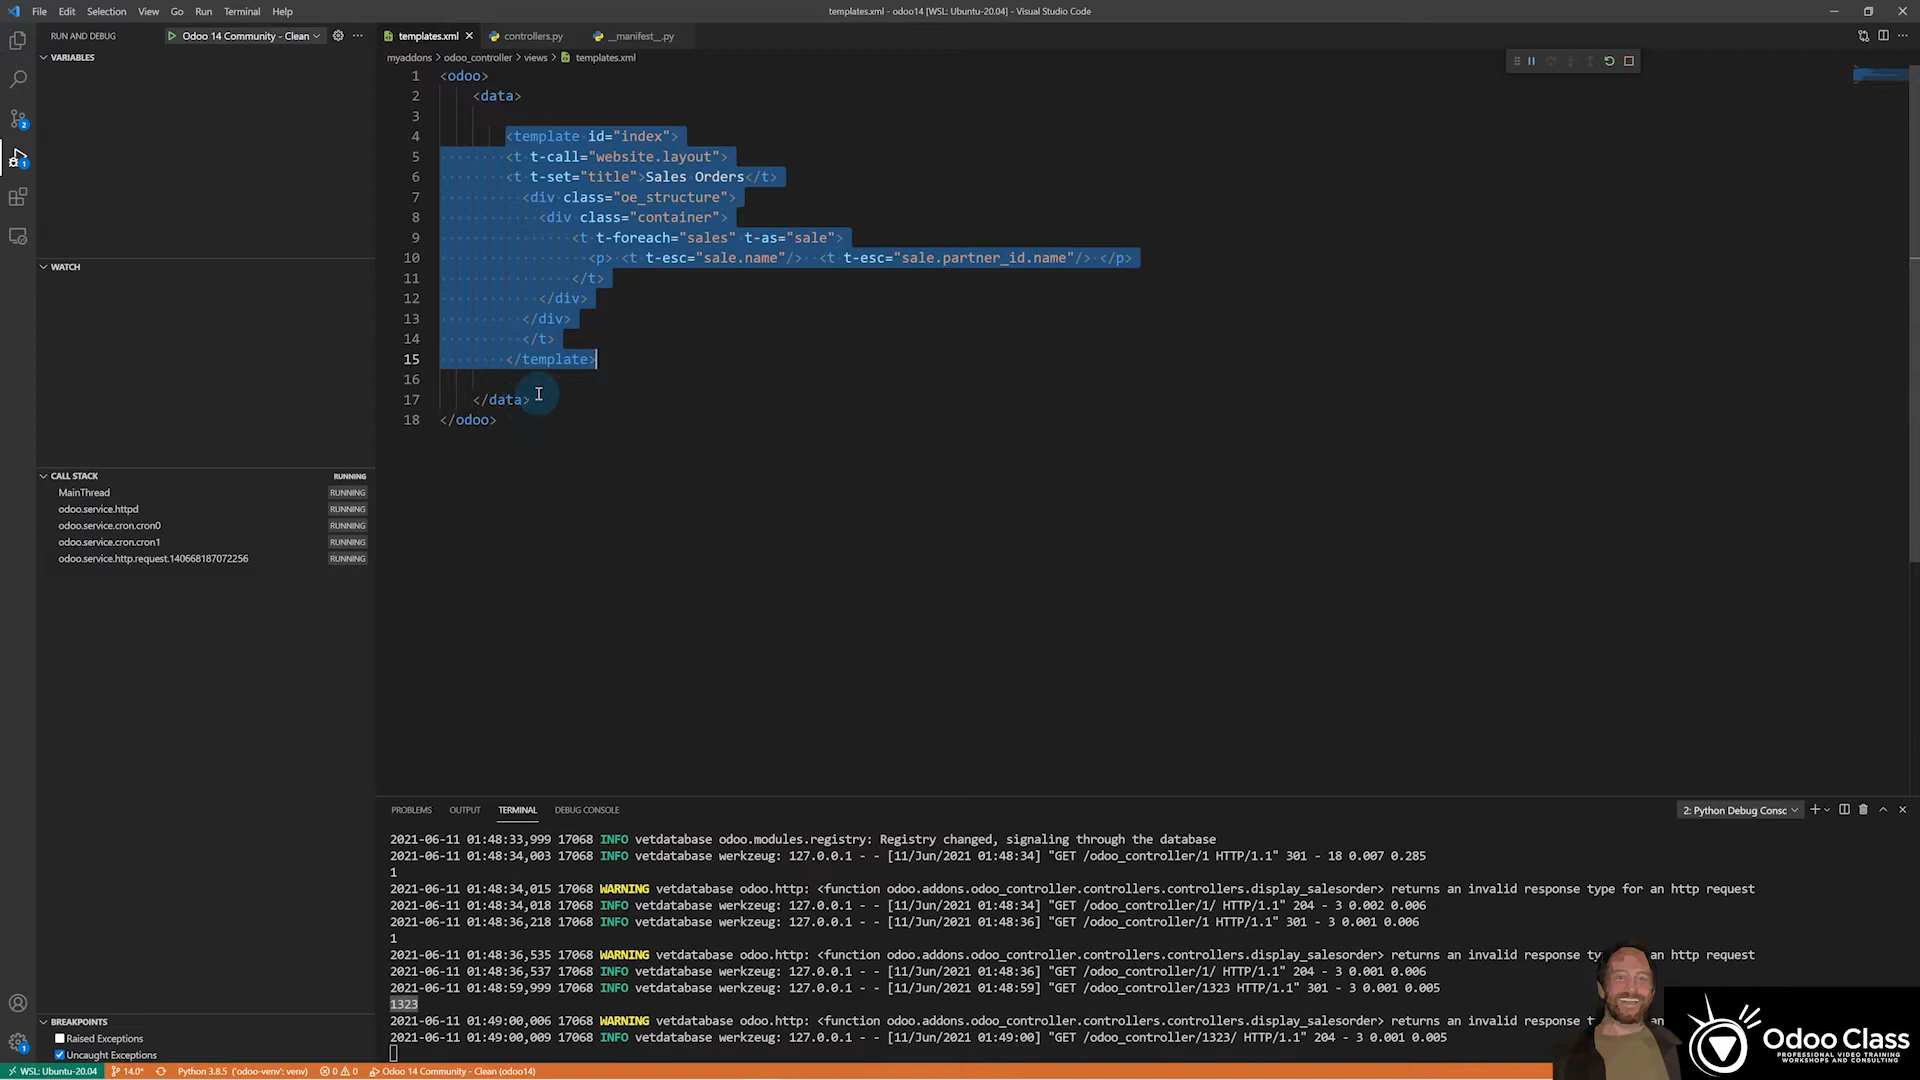 File Edit Selection View Go Run Terminal Help
templates.xml - odoo14 [WSL: Ubuntu-20.04] - Visual Studio Code
RUN AND DEBUG
Odoo 14 Community - Clean
templates.xml
controllers.py
__manifest__.py
VARIABLES
WATCH
CALL STACK
RUNNING
MainThread RUNNING
odoo.service.httpd RUNNING
odoo.service.cron.cron0 RUNNING
odoo.service.cron.cron1 RUNNING
odoo.service.http.request.140668187072256 RUNNING
BREAKPOINTS
Raised Exceptions
Uncaught Exceptions
myaddons > odoo_controller > views > templates.xml
1 <odoo>
2 <data>
3
4 <template id="index">
5 <t t-call="website.layout">
6 <t t-set="title">Sales Orders</t>
7 <div class="oe_structure">
8 <div class="container">
9 <t t-foreach="sales" t-as="sale">
10 <p> <t t-esc="sale.name"/> <t t-esc="sale.partner_id.name"/> </p>
11 </t>
12 </div>
13 </div>
14 </t>
15 </template>
16
17 </data>
18 </odoo>
PROBLEMS OUTPUT TERMINAL DEBUG CONSOLE
2: Python Debug Consc
2021-06-11 01:48:33,999 17068 INFO vetdatabase odoo.modules.registry: Registry changed, signaling through the database
2021-06-11 01:48:34,003 17068 INFO vetdatabase werkzeug: 127.0.0.1 - - [11/Jun/2021 01:48:34] "GET /odoo_controller/1 HTTP/1.1" 301 - 18 0.007 0.285
1
2021-06-11 01:48:34,015 17068 WARNING vetdatabase odoo.http: <function odoo.addons.odoo_controller.controllers.controllers.display_salesorder> returns an invalid response type for an http request
2021-06-11 01:48:34,018 17068 INFO vetdatabase werkzeug: 127.0.0.1 - - [11/Jun/2021 01:48:34] "GET /odoo_controller/1/ HTTP/1.1" 204 - 3 0.002 0.006
2021-06-11 01:48:36,218 17068 INFO vetdatabase werkzeug: 127.0.0.1 - - [11/Jun/2021 01:48:36] "GET /odoo_controller/1 HTTP/1.1" 301 - 3 0.001 0.006
1
2021-06-11 01:48:36,535 17068 WARNING vetdatabase odoo.http: <function odoo.addons.odoo_controller.controllers.controllers.display_salesorder> returns an invalid response ty an http request
2021-06-11 01:48:36,537 17068 INFO vetdatabase werkzeug: 127.0.0.1 - - [11/Jun/2021 01:48:36] "GET /odoo_controller/1/ HTTP/1.1" 204 - 3 0.001 0.006
2021-06-11 01:48:59,999 17068 INFO vetdatabase werkzeug: 127.0.0.1 - - [11/Jun/2021 01:48:59] "GET /odoo_controller/1323 HTTP/1.1" 301 - 3 0.001 0.005
1323
2021-06-11 01:49:00,006 17068 WARNING vetdatabase odoo.http: <function odoo.addons.odoo_controller.controllers.controllers.display_salesorder> returns an invalid response t an
2021-06-11 01:49:00,009 17068 INFO vetdatabase werkzeug: 127.0.0.1 - - [11/Jun/2021 01:49:00] "GET /odoo_controller/1323/ HTTP/1.1" 204 - 3 0.001 0.005
Odoo Class
PROFESSIONAL VIDEO TRAINING
WORKSHOPS AND CONSULTING
WSL: Ubuntu-20.04 14.0* Python 3.8.5 ('odoo-venv': venv) 0 0 Odoo 14 Community - Clean (odoo14)